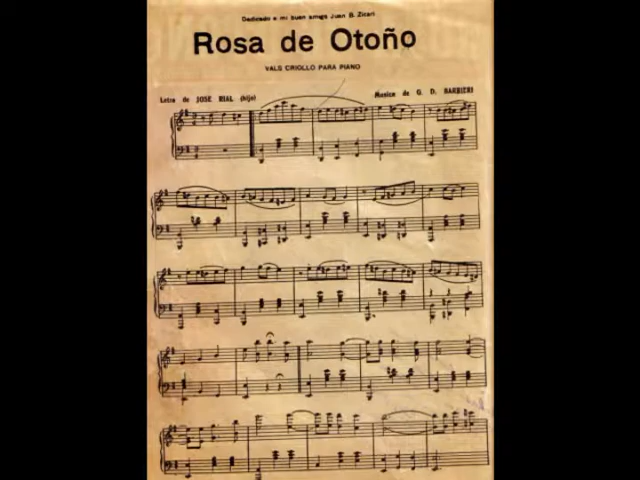 Dedicado a mi buen amigo Juan B. Zicari
Rosa de Otoño
VALS CRIOLLO PARA PIANO
Letra de JOSE RIAL (hijo)
Musica de G. D. BARBIERI